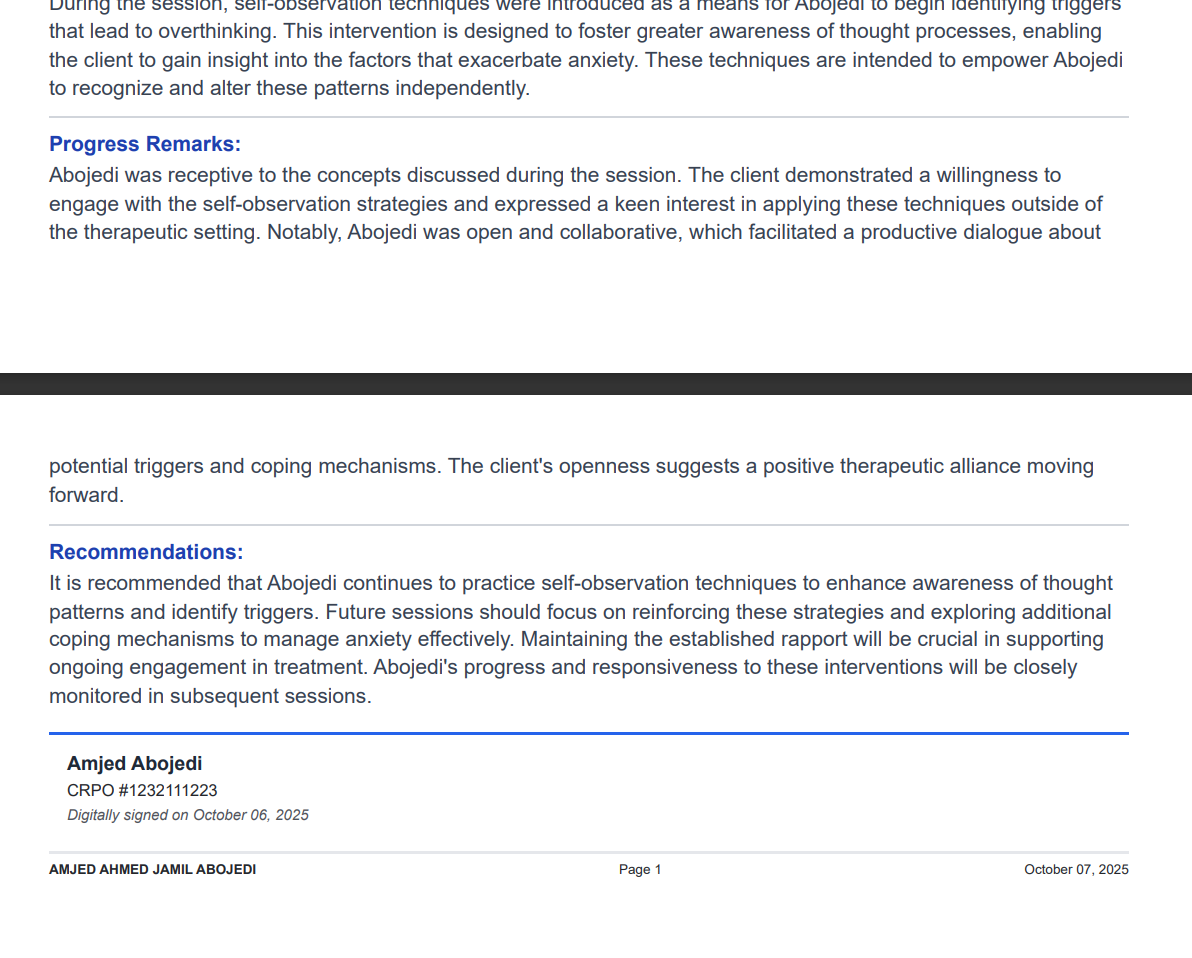 During the session, self-observation techniques were introduced as a means for Abojedi to begin identifying triggers
that lead to overthinking. This intervention is designed to foster greater awareness of thought processes, enabling
the client to gain insight into the factors that exacerbate anxiety. These techniques are intended to empower Abojedi
to recognize and alter these patterns independently.
Progress Remarks:
Abojedi was receptive to the concepts discussed during the session. The client demonstrated a willingness to
engage with the self-observation strategies and expressed a keen interest in applying these techniques outside of
the therapeutic setting. Notably, Abojedi was open and collaborative, which facilitated a productive dialogue about
potential triggers and coping mechanisms. The client's openness suggests a positive therapeutic alliance moving
forward.
Recommendations:
It is recommended that Abojedi continues to practice self-observation techniques to enhance awareness of thought
patterns and identify triggers. Future sessions should focus on reinforcing these strategies and exploring additional
coping mechanisms to manage anxiety effectively. Maintaining the established rapport will be crucial in supporting
ongoing engagement in treatment. Abojedi's progress and responsiveness to these interventions will be closely
monitored in subsequent sessions.
Amjed Abojedi
CRPO #1232111223
Digitally signed on October 06, 2025
AMJED AHMED JAMIL ABOJEDI Page 1 October 07, 2025